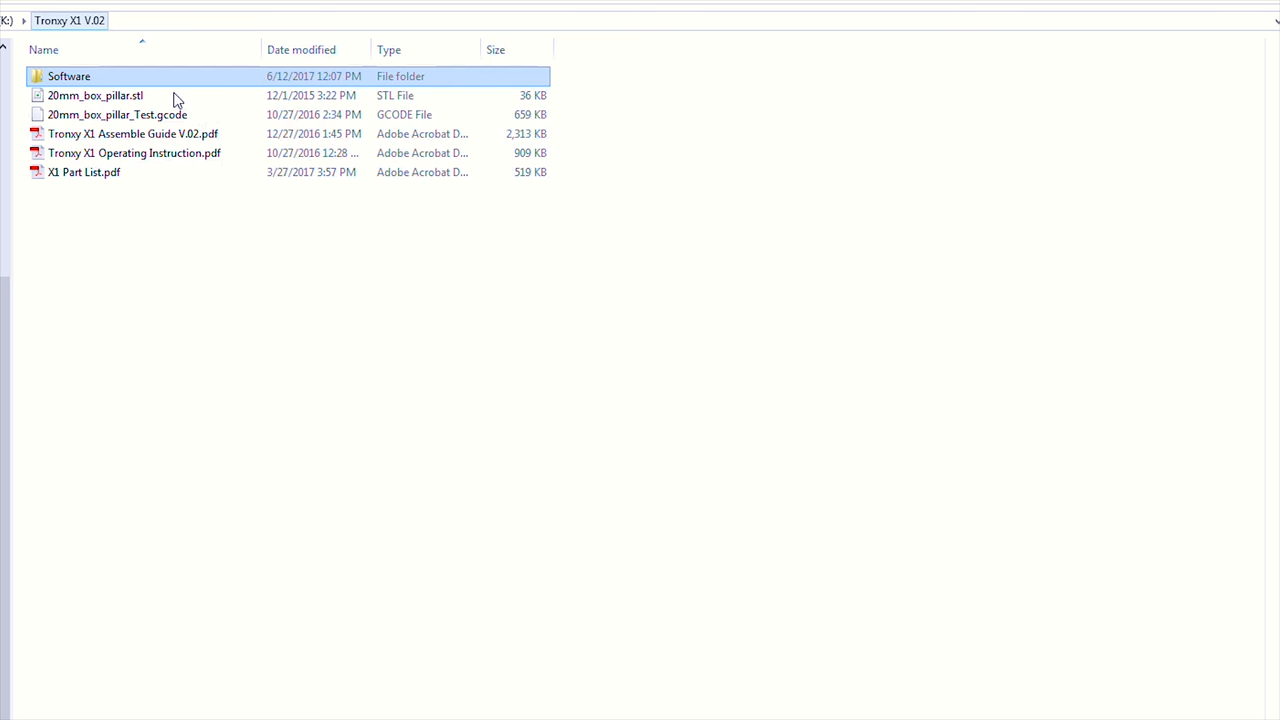 K:) Tronxy X1 V.02
Name Date modified Type Size
Software 6/12/2017 12:07 PM File folder
20mm_box_pillar.stl 12/1/2015 3:22 PM STL File 36 KB
20mm_box_pillar_Test.gcode 10/27/2016 2:34 PM GCODE File 659 KB
Tronxy X1 Assemble Guide V.02.pdf 12/27/2016 1:45 PM Adobe Acrobat D... 2,313 KB
Tronxy X1 Operating Instruction.pdf 10/27/2016 12:28 ... Adobe Acrobat D... 909 KB
X1 Part List.pdf 3/27/2017 3:57 PM Adobe Acrobat D... 519 KB